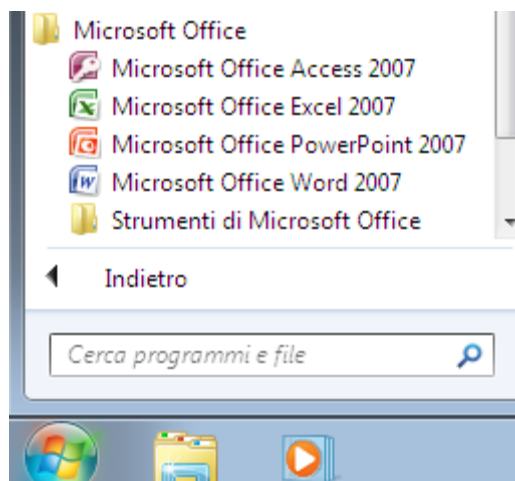 Microsoft Office
Microsoft Office Access 2007
Microsoft Office Excel 2007
Microsoft Office PowerPoint 2007
Microsoft Office Word 2007
Strumenti di Microsoft Office
Indietro
Cerca programmi e file